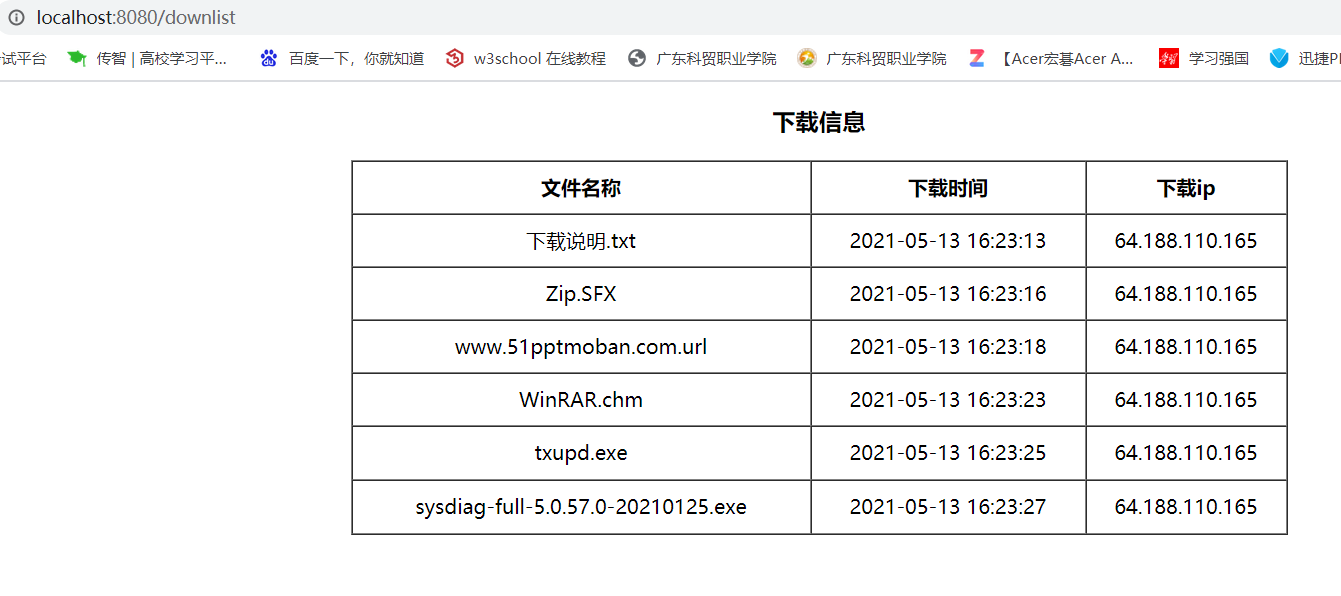 localhost:8080/downlist
试平台 传智 | 高校学习平... 百度一下，你就知道 w3school 在线教程 广东科贸职业学院 广东科贸职业学院 【Acer宏碁Acer A... 学习强国 迅捷P
下载信息
文件名称 下载时间 下载ip
下载说明.txt 2021-05-13 16:23:13 64.188.110.165
Zip.SFX 2021-05-13 16:23:16 64.188.110.165
www.51pptmoban.com.url 2021-05-13 16:23:18 64.188.110.165
WinRAR.chm 2021-05-13 16:23:23 64.188.110.165
txupd.exe 2021-05-13 16:23:25 64.188.110.165
sysdiag-full-5.0.57.0-20210125.exe 2021-05-13 16:23:27 64.188.110.165